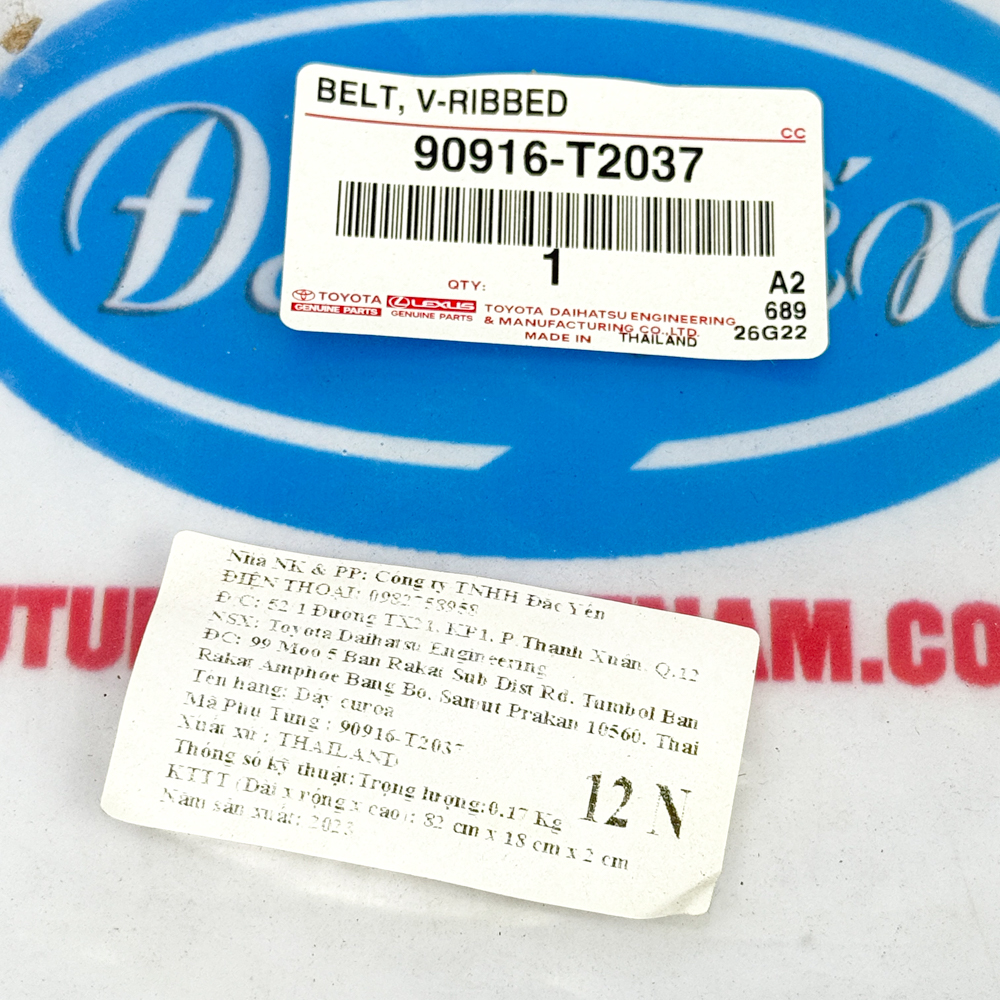 BELT, V-RIBBED
CC
90916-T2037
1
QTY:
A2
689
26G22
TOYOTA
GENUINE PARTS
LEXUS
GENUINE PARTS
TOYOTA DAIHATSU ENGINEERING
& MANUFACTURING CO.,LTD.
MADE IN THAILAND
Nhà NK & PP: Công ty TNHH Đắc Yến
ĐIỆN THOẠI: 0982758958
Đ/C: 52/1 Đường TX21, KP1, P.Thạnh Xuân, Q.12
NSX: Toyota Daihatsu Engineering
ĐC: 99 Moo 5 Ban Rakat Sub Dist Rd. Tumbol Ban
Rakat Amphoe Bang Bo. Samut Prakan 10560. Thai
Tên hàng: Dây curoa
Mã Phụ Tùng : 90916-T2037
Xuất xứ : THAILAND
Thông số kỹ thuật: Trọng lượng:0.17 Kg
KTTT (Dài x rộng x cao): 82 cm x 18 cm x 2 cm
Năm sản xuất: 2023
12 N